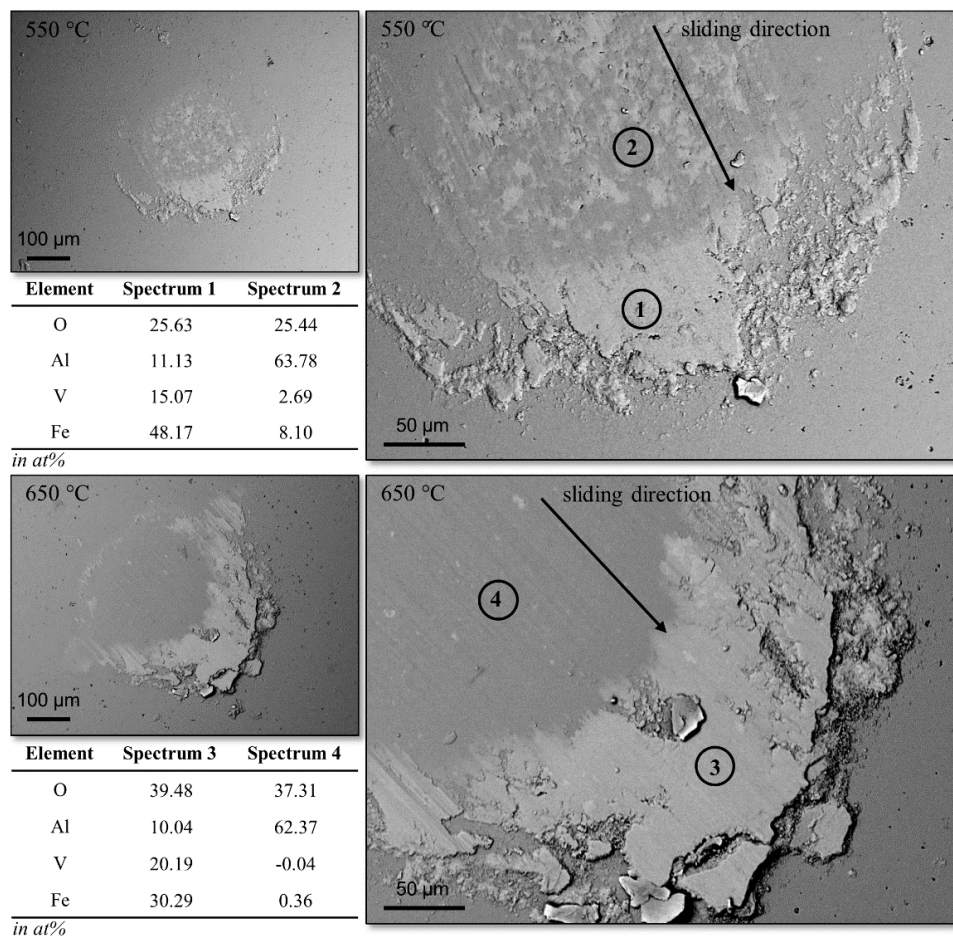 550 °C
100 µm
Element Spectrum 1 Spectrum 2
O 25.63 25.44
Al 11.13 63.78
V 15.07 2.69
Fe 48.17 8.10
in at%
550 °C
sliding direction
2
1
50 µm
650 °C
100 µm
Element Spectrum 3 Spectrum 4
O 39.48 37.31
Al 10.04 62.37
V 20.19 -0.04
Fe 30.29 0.36
in at%
650 °C
sliding direction
4
3
50 µm